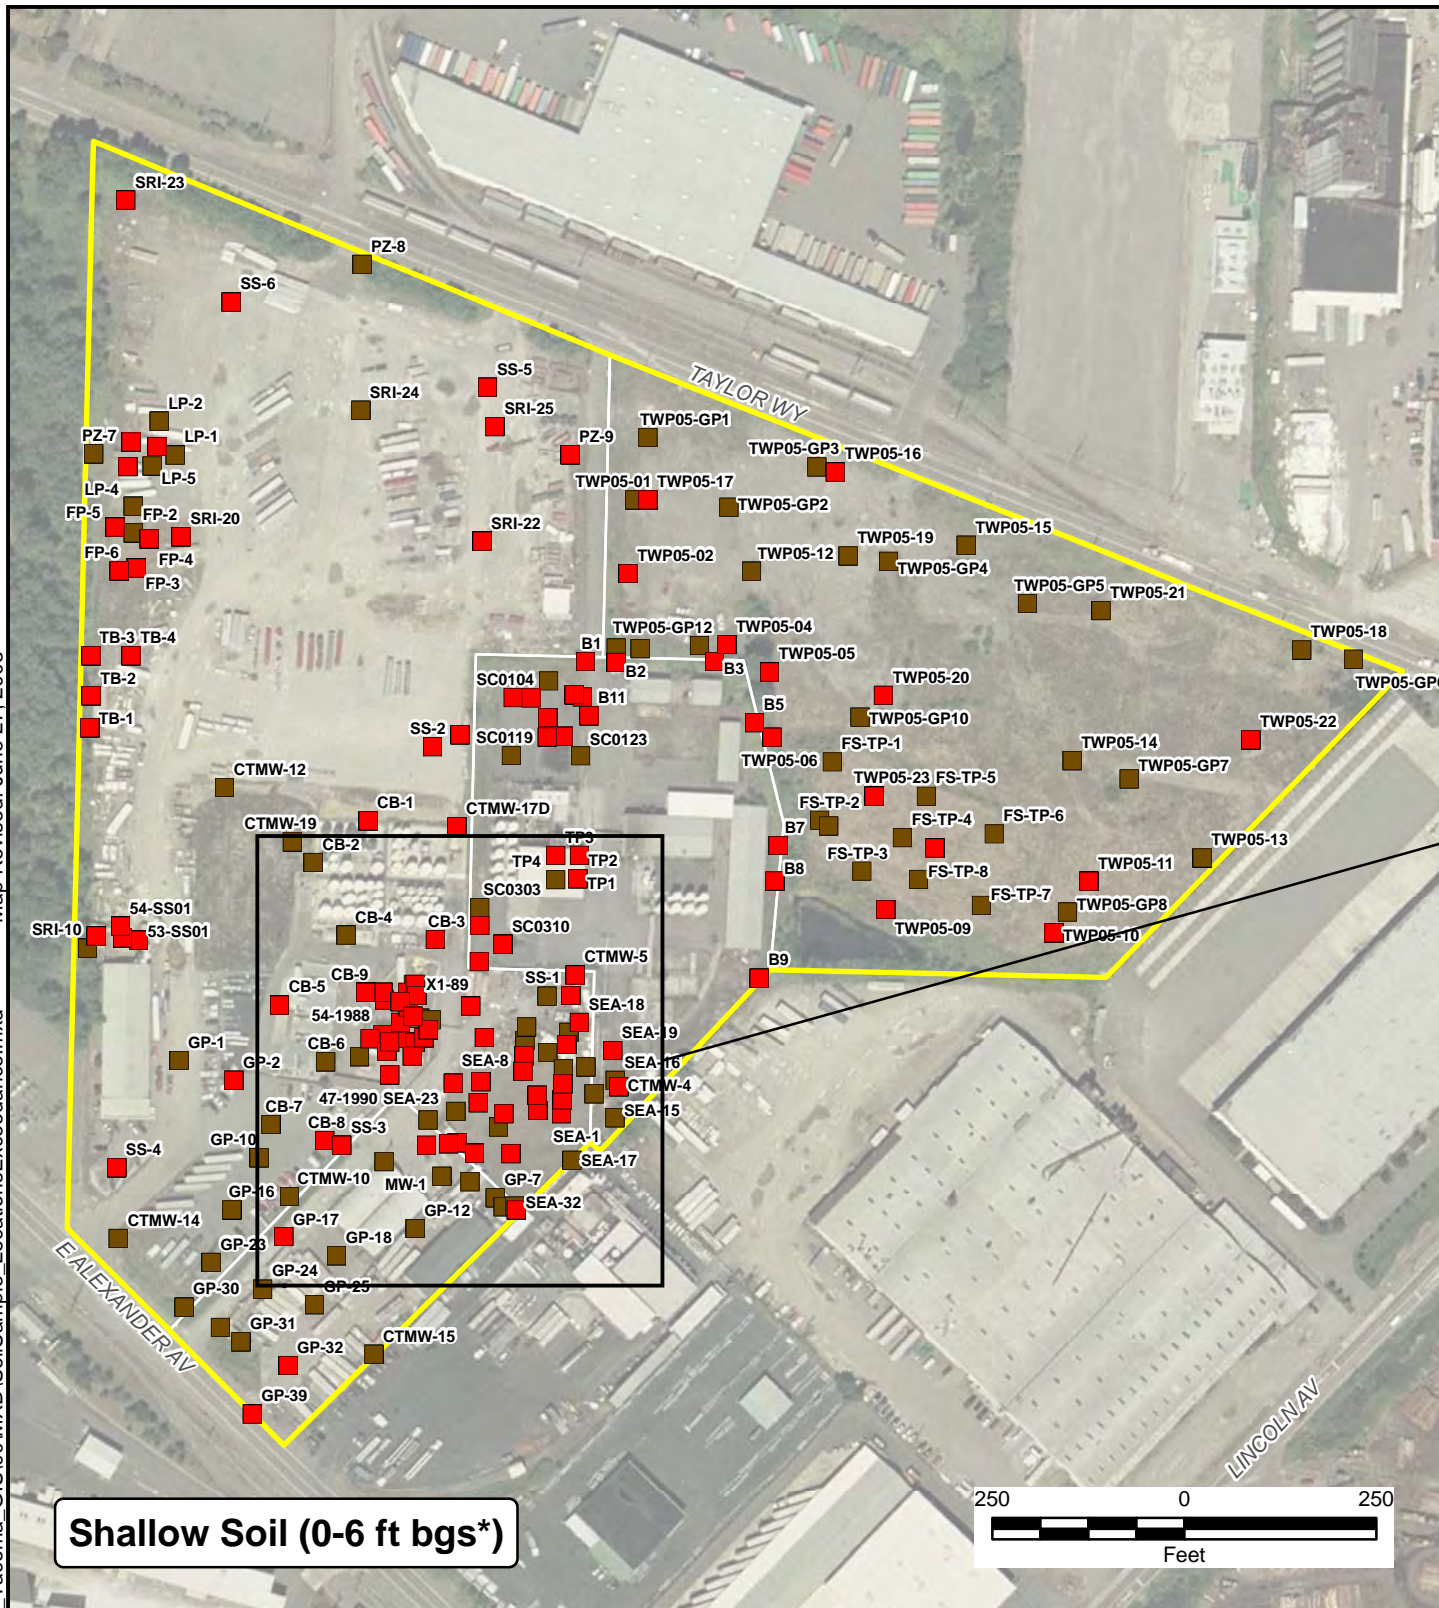 SRI-23
PZ-8
SS-6
SS-5
SRI-24
SRI-25
TAYLOR WY
LP-2
PZ-7
LP-1
LP-5
LP-4
PZ-9
TWP05-GP1
TWP05-GP3
TWP05-16
TWP05-01
TWP05-17
TWP05-GP2
FP-5
FP-2
SRI-20
SRI-22
FP-6
FP-4
FP-3
TWP05-02
TWP05-12
TWP05-19
TWP05-15
TWP05-GP4
TWP05-GP5
TWP05-21
TWP05-18
TB-3
TB-4
B1
TWP05-GP12
TWP05-04
B2
B3
TWP05-05
TB-2
SC0104
B11
TWP05-20
TB-1
SS-2
SC0119
SC0123
B5
TWP05-GP10
TWP05-22
TWP05-06
FS-TP-1
TWP05-14
TWP05-GP7
CTMW-12
TWP05-23
FS-TP-5
CB-1
CTMW-17D
FS-TP-2
FS-TP-4
FS-TP-6
CTMW-19
CB-2
TP3
TP4
TP2
TP1
B7
B8
FS-TP-3
FS-TP-8
TWP05-11
TWP05-13
SC0303
FS-TP-7
TWP05-GP8
54-SS01
SRI-10
53-SS01
CB-4
CB-3
SC0310
TWP05-09
TWP05-10
CTMW-5
B9
CB-9
X1-89
SS-1
CB-5
54-1988
SEA-18
GP-1
CB-6
SEA-8
SEA-19
GP-2
SEA-16
CTMW-4
47-1990
SEA-23
CB-7
SEA-15
CB-8
SS-3
SS-4
GP-10
SEA-1
SEA-17
CTMW-10
MW-1
GP-7
GP-16
SEA-32
CTMW-14
GP-17
GP-12
GP-23
GP-18
GP-24
E ALEXANDER AV
GP-30
GP-25
GP-31
CTMW-15
GP-32
GP-39
LINCOLN AV
Shallow Soil (0-6 ft bgs*)
250 0 250
Feet